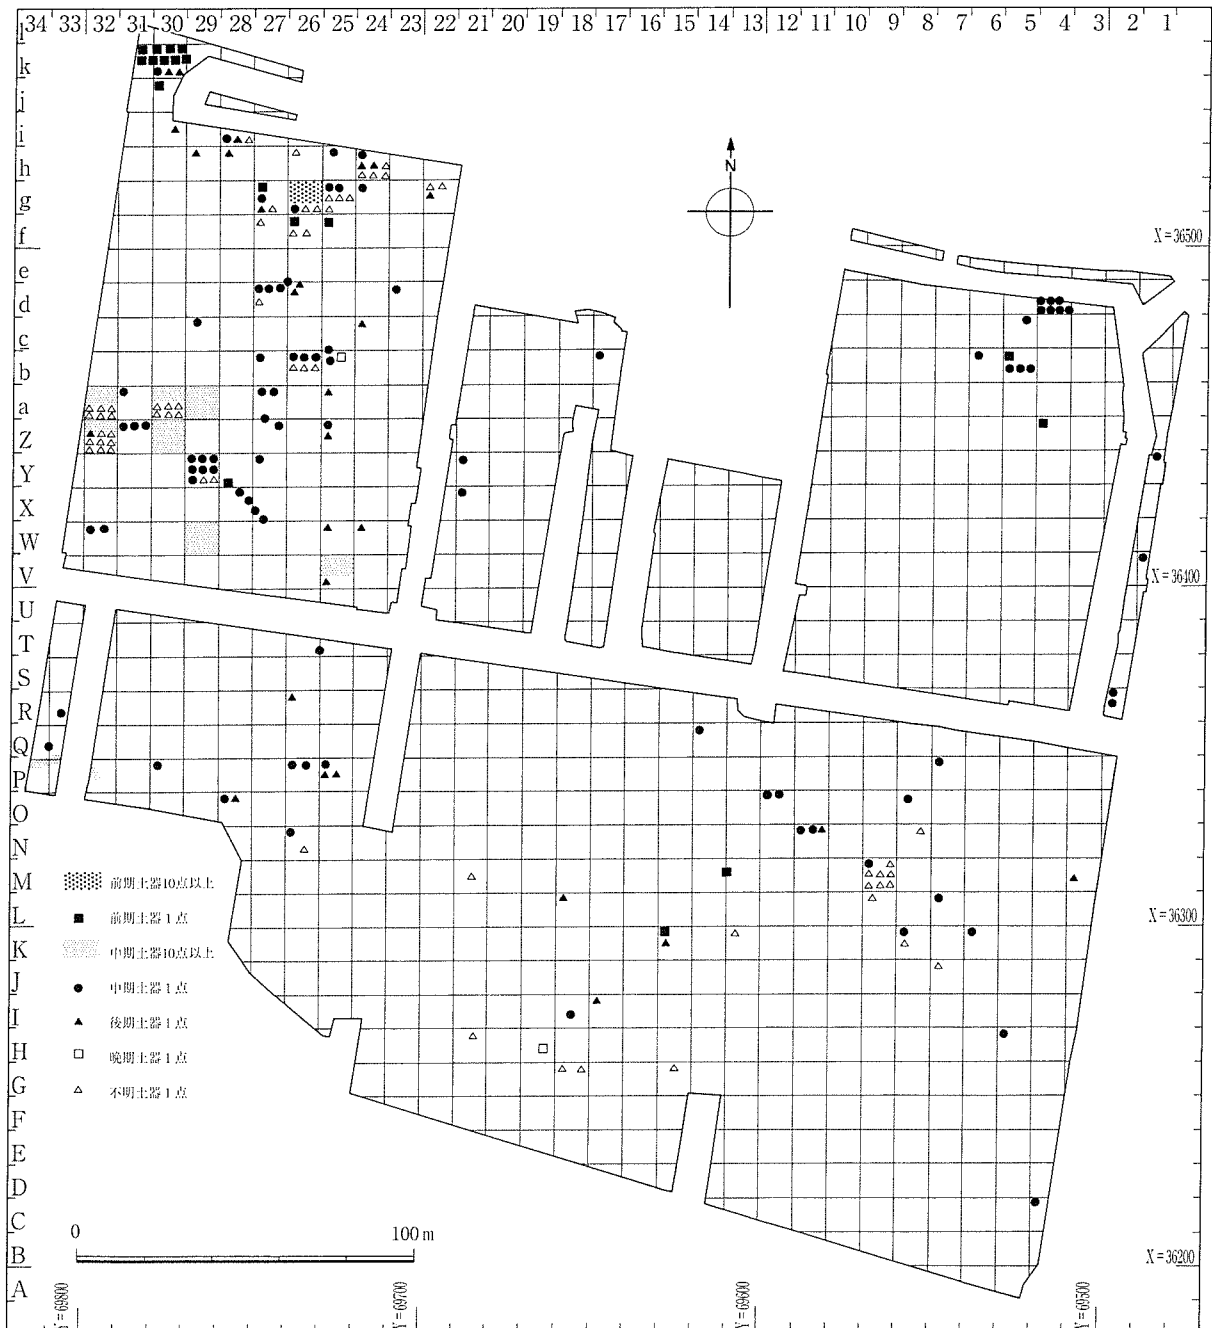 34 33 32 31 30 29 28 27 26 25 24 23 22 21 20 19 18 17 16 15 14 13 12 11 10 9 8 7 6 5 4 3 2 1
l
k
j
i
h
N
g
f
X=36500
e
d
c
b
a
Z
Y
X
W
V
X=36400
U
T
S
R
Q
P
O
N
M
前期土器10点以上
L
前期土器1点
X=36300
K
中期土器10点以上
J
中期土器1点
I
後期土器1点
H
晩期土器1点
G
不明土器1点
F
E
D
C
0 100m
B
X=36200
A
Y=69800
Y=69700
Y=69600
Y=69500